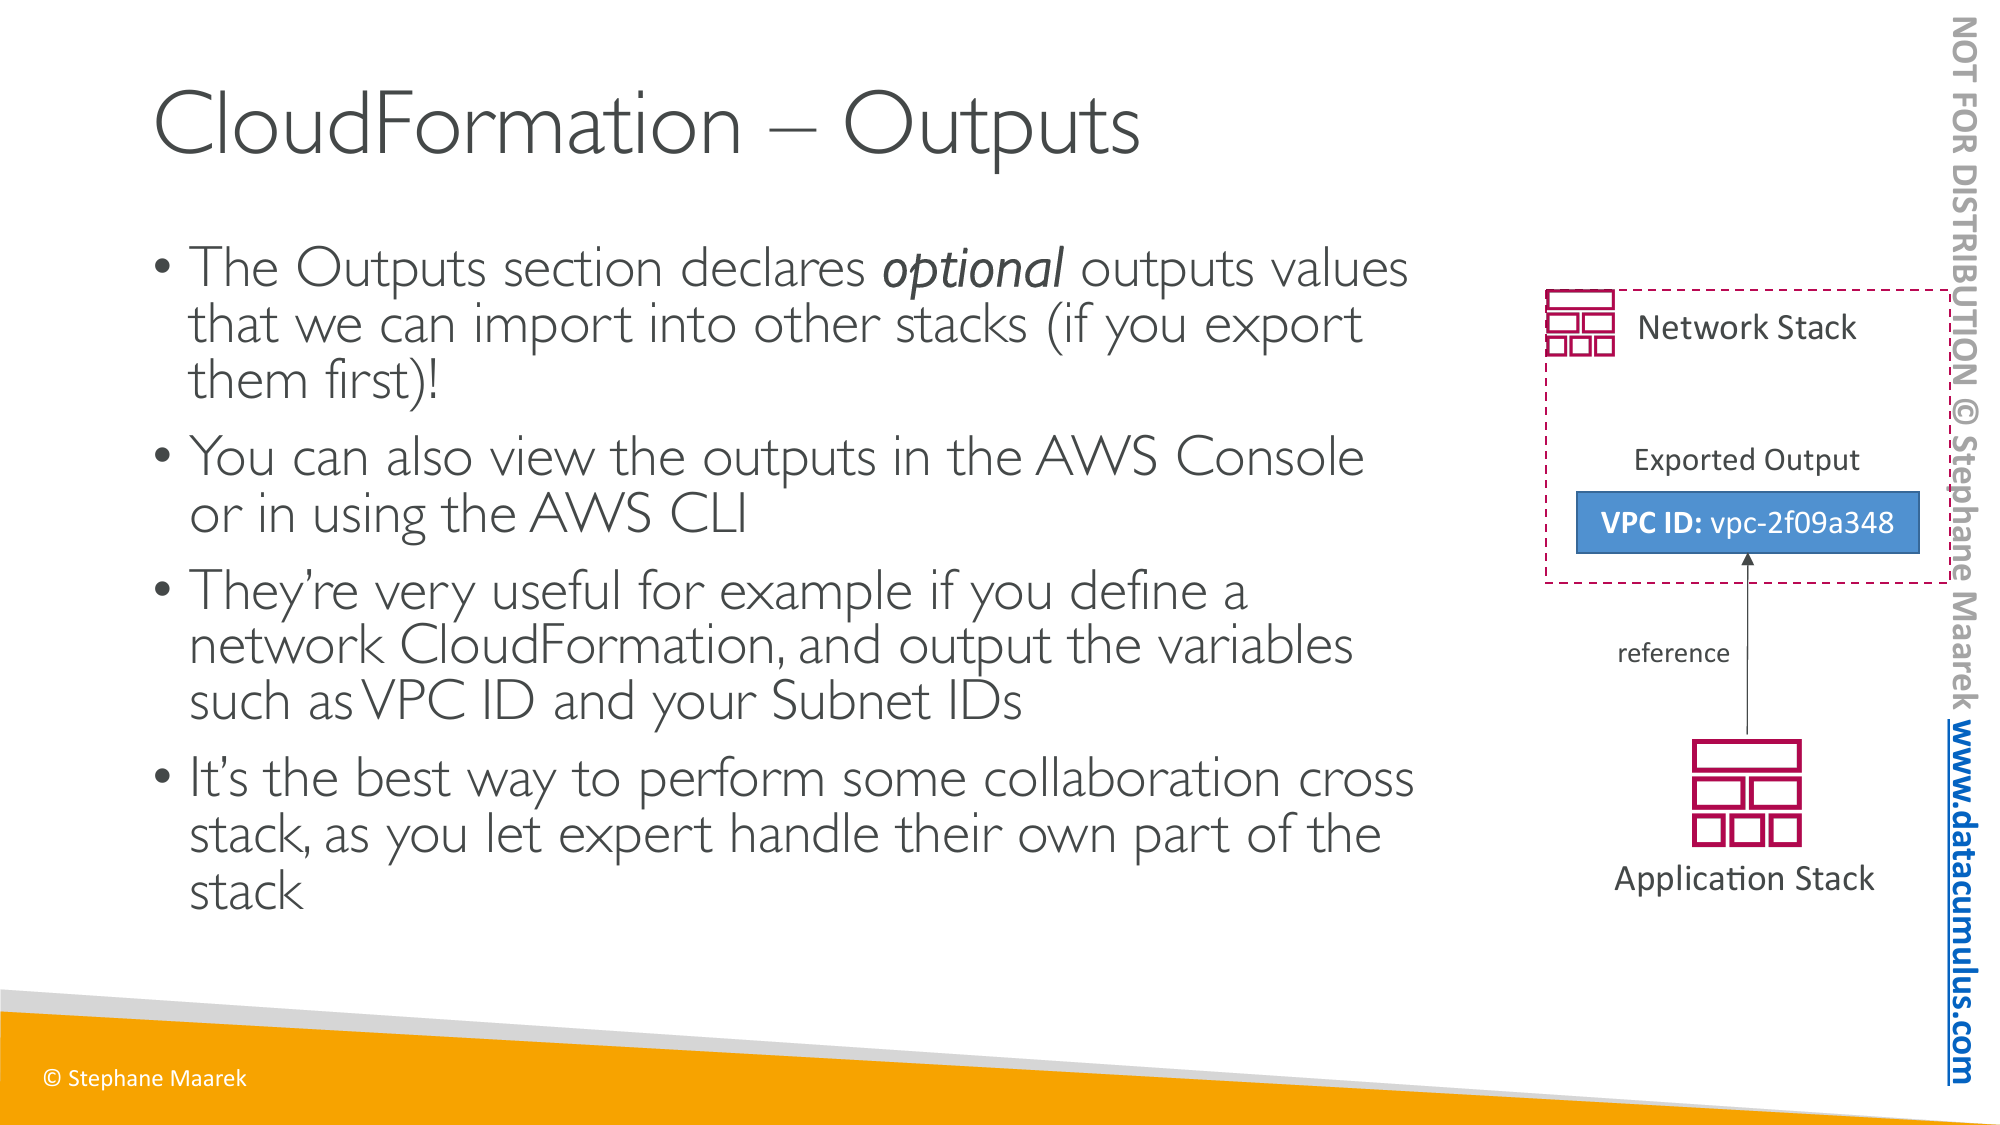 CloudFormation – Outputs
• The Outputs section declares optional outputs values
that we can import into other stacks (if you export
them first)!
• You can also view the outputs in the AWS Console
or in using the AWS CLI
• They’re very useful for example if you define a
network CloudFormation, and output the variables
such as VPC ID and your Subnet IDs
• It’s the best way to perform some collaboration cross
stack, as you let expert handle their own part of the
stack
Network Stack
Exported Output
VPC ID: vpc-2f09a348
reference
Application Stack
NOT FOR DISTRIBUTION © Stephane Maarek www.datacumulus.com
© Stephane Maarek